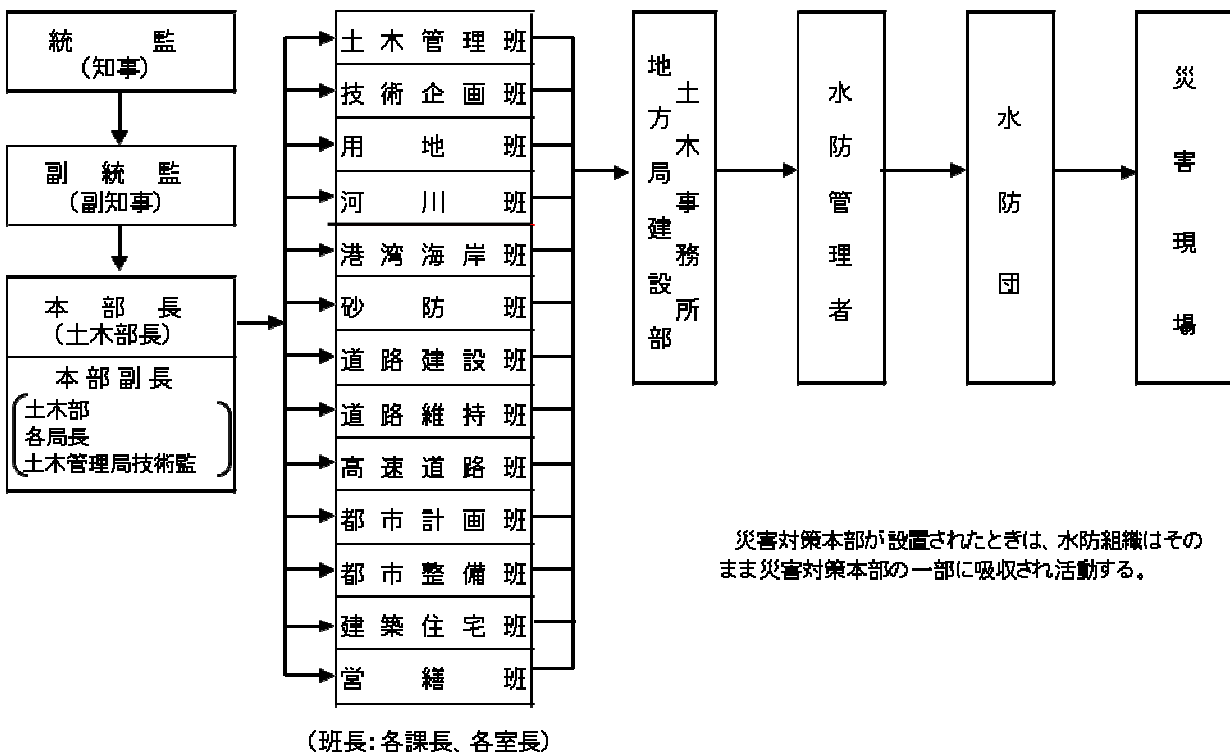 統監
(知事)
副統監
(副知事)
本部長
(土木部長)
本部副長
土木部
各局長
土木管理局技術監
土木管理班
技術企画班
用地班
河川班
港湾海岸班
砂防班
道路建設班
道路維持班
高速道路班
都市計画班
都市整備班
建築住宅班
営繕班
(班長:各課長、各室長)
土木事務所
地方局建設部
水防管理者
水防団
災害現場
災害対策本部が設置されたときは、水防組織はその
まま災害対策本部の一部に吸収され活動する。